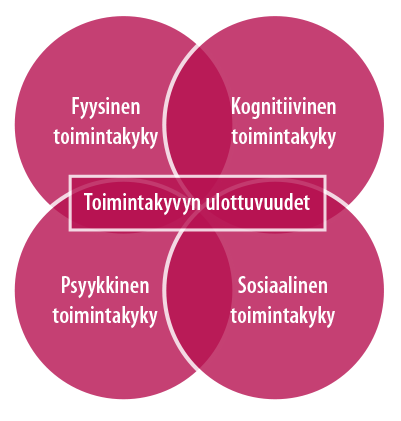 Fyysinen
toimintakyky
Kognitiivinen
toimintakyky
Toimintakyvyn ulottuvuudet
Psyykkinen
toimintakyky
Sosiaalinen
toimintakyky